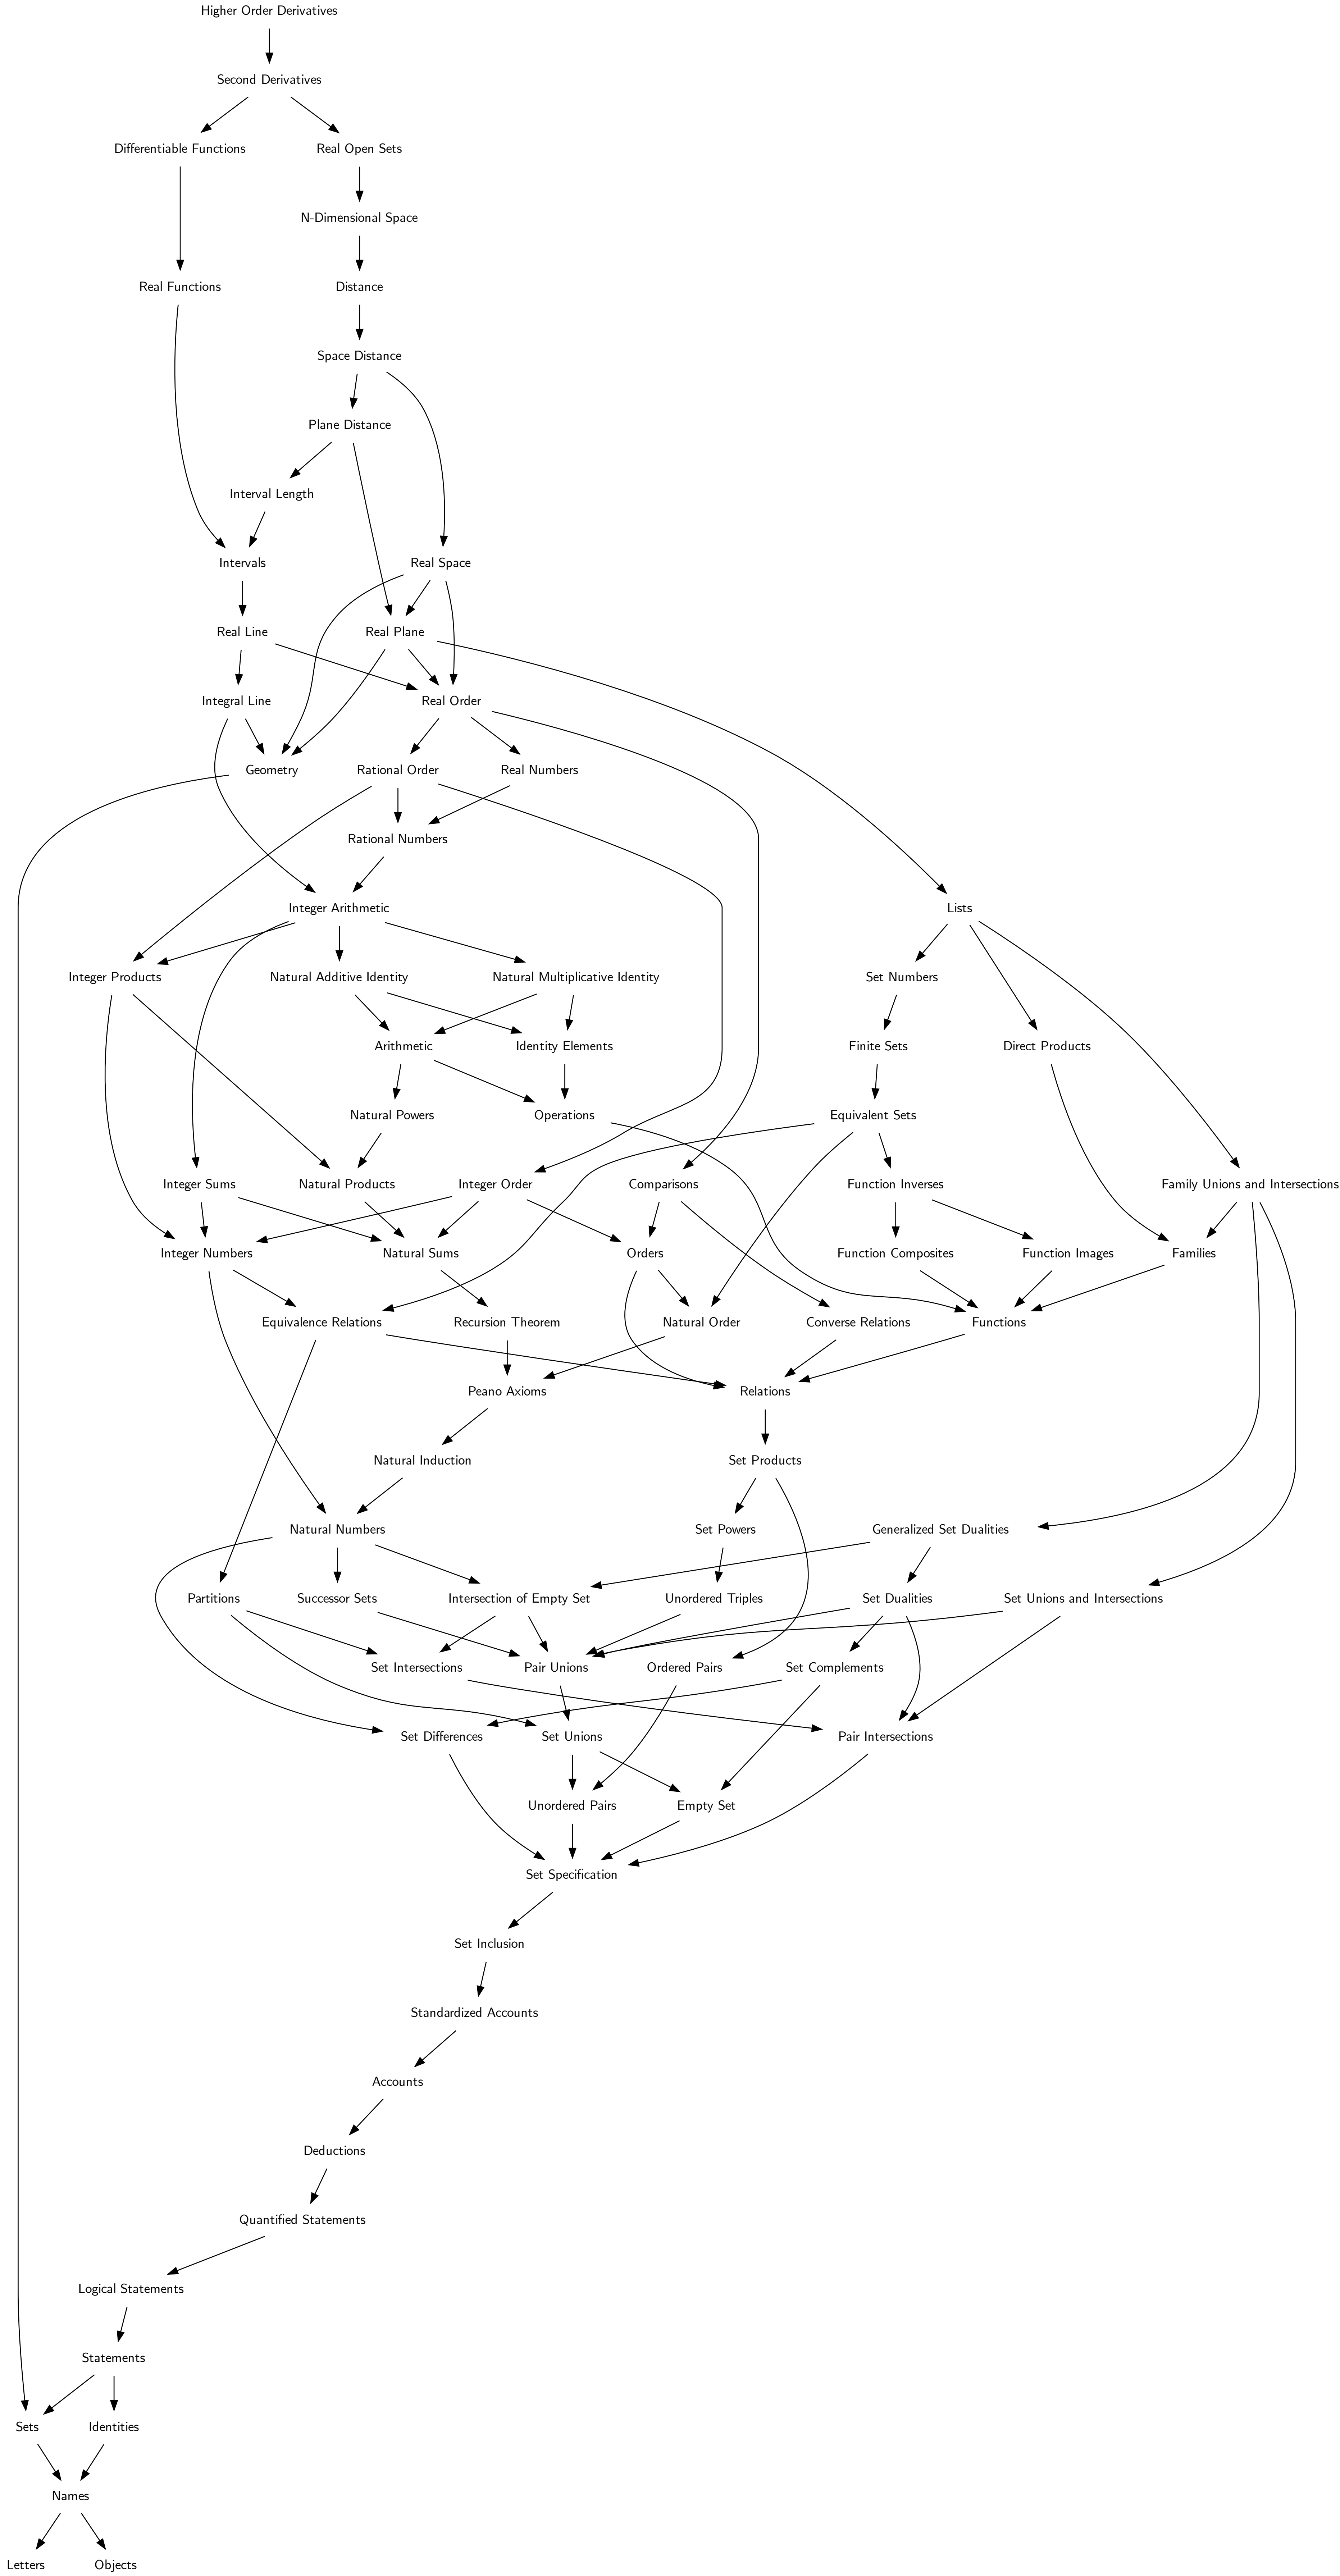 Higher Order Derivatives
Second Derivatives
Differentiable Functions
Real Open Sets
N-Dimensional Space
Real Functions
Distance
Space Distance
Plane Distance
Interval Length
Intervals
Real Space
Real Line
Real Plane
Integral Line
Real Order
Geometry
Rational Order
Real Numbers
Rational Numbers
Integer Arithmetic
Lists
Integer Products
Natural Additive Identity
Natural Multiplicative Identity
Set Numbers
Arithmetic
Identity Elements
Finite Sets
Direct Products
Natural Powers
Operations
Equivalent Sets
Integer Sums
Natural Products
Integer Order
Comparisons
Function Inverses
Family Unions and Intersections
Integer Numbers
Natural Sums
Orders
Function Composites
Function Images
Families
Equivalence Relations
Recursion Theorem
Natural Order
Converse Relations
Functions
Peano Axioms
Relations
Natural Induction
Set Products
Natural Numbers
Set Powers
Generalized Set Dualities
Partitions
Successor Sets
Intersection of Empty Set
Unordered Triples
Set Dualities
Set Unions and Intersections
Set Intersections
Pair Unions
Ordered Pairs
Set Complements
Set Differences
Set Unions
Pair Intersections
Unordered Pairs
Empty Set
Set Specification
Set Inclusion
Standardized Accounts
Accounts
Deductions
Quantified Statements
Logical Statements
Statements
Sets
Identities
Names
Letters
Objects